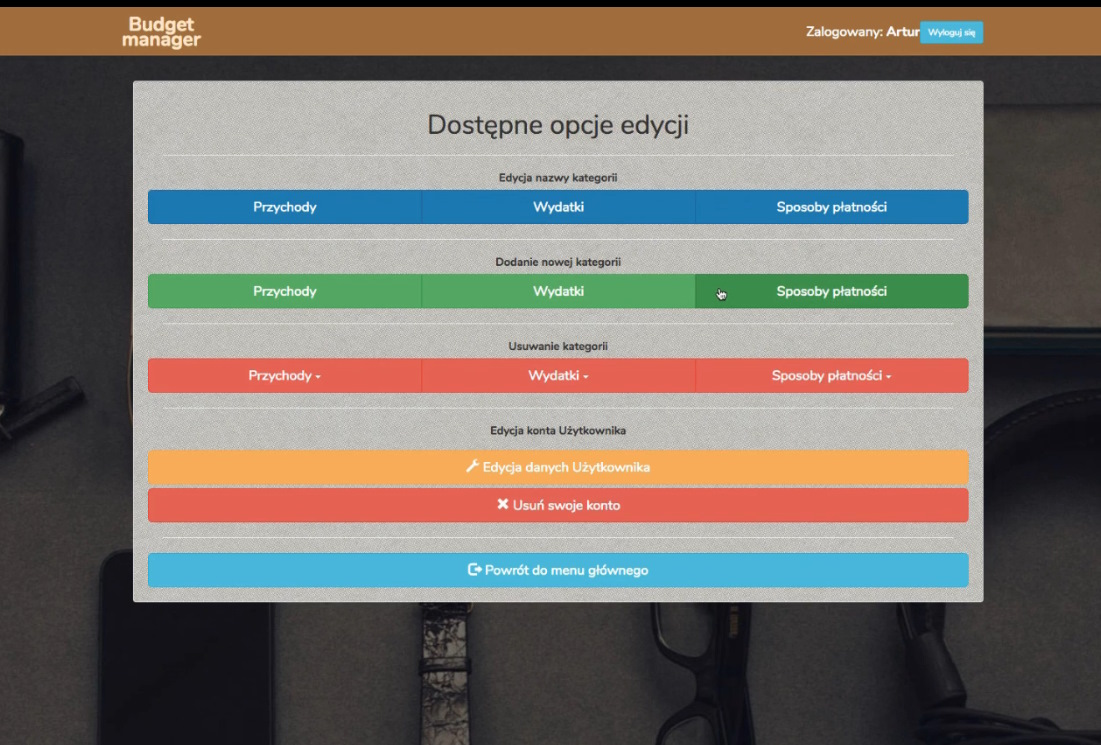 Budget
manager
Zalogowany: Artur Wyloguj się
Dostępne opcje edycji
Edycja nazwy kategorii
Przychody Wydatki Sposoby płatności
Dodanie nowej kategorii
Przychody Wydatki Sposoby płatności
Usuwanie kategorii
Przychody Wydatki Sposoby płatności
Edycja konta Użytkownika
Edycja danych Użytkownika
Usuń swoje konto
Powrót do menu głównego